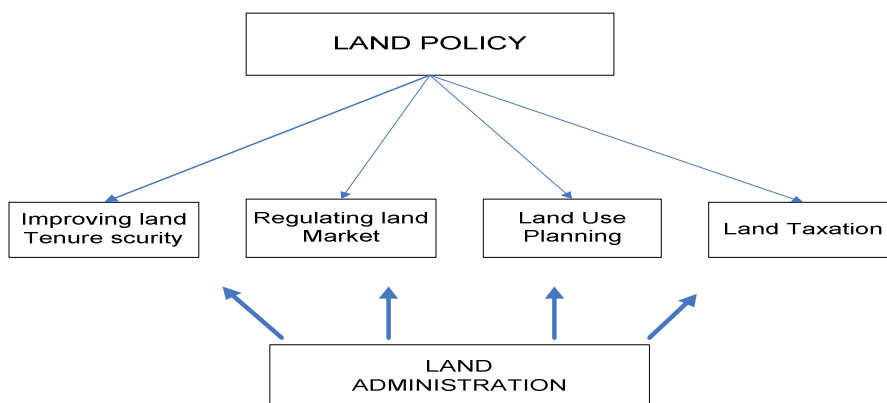 LAND POLICY
Improving land
Tenure scurity
Regulating land
Market
Land Use
Planning
Land Taxation
LAND
ADMINISTRATION